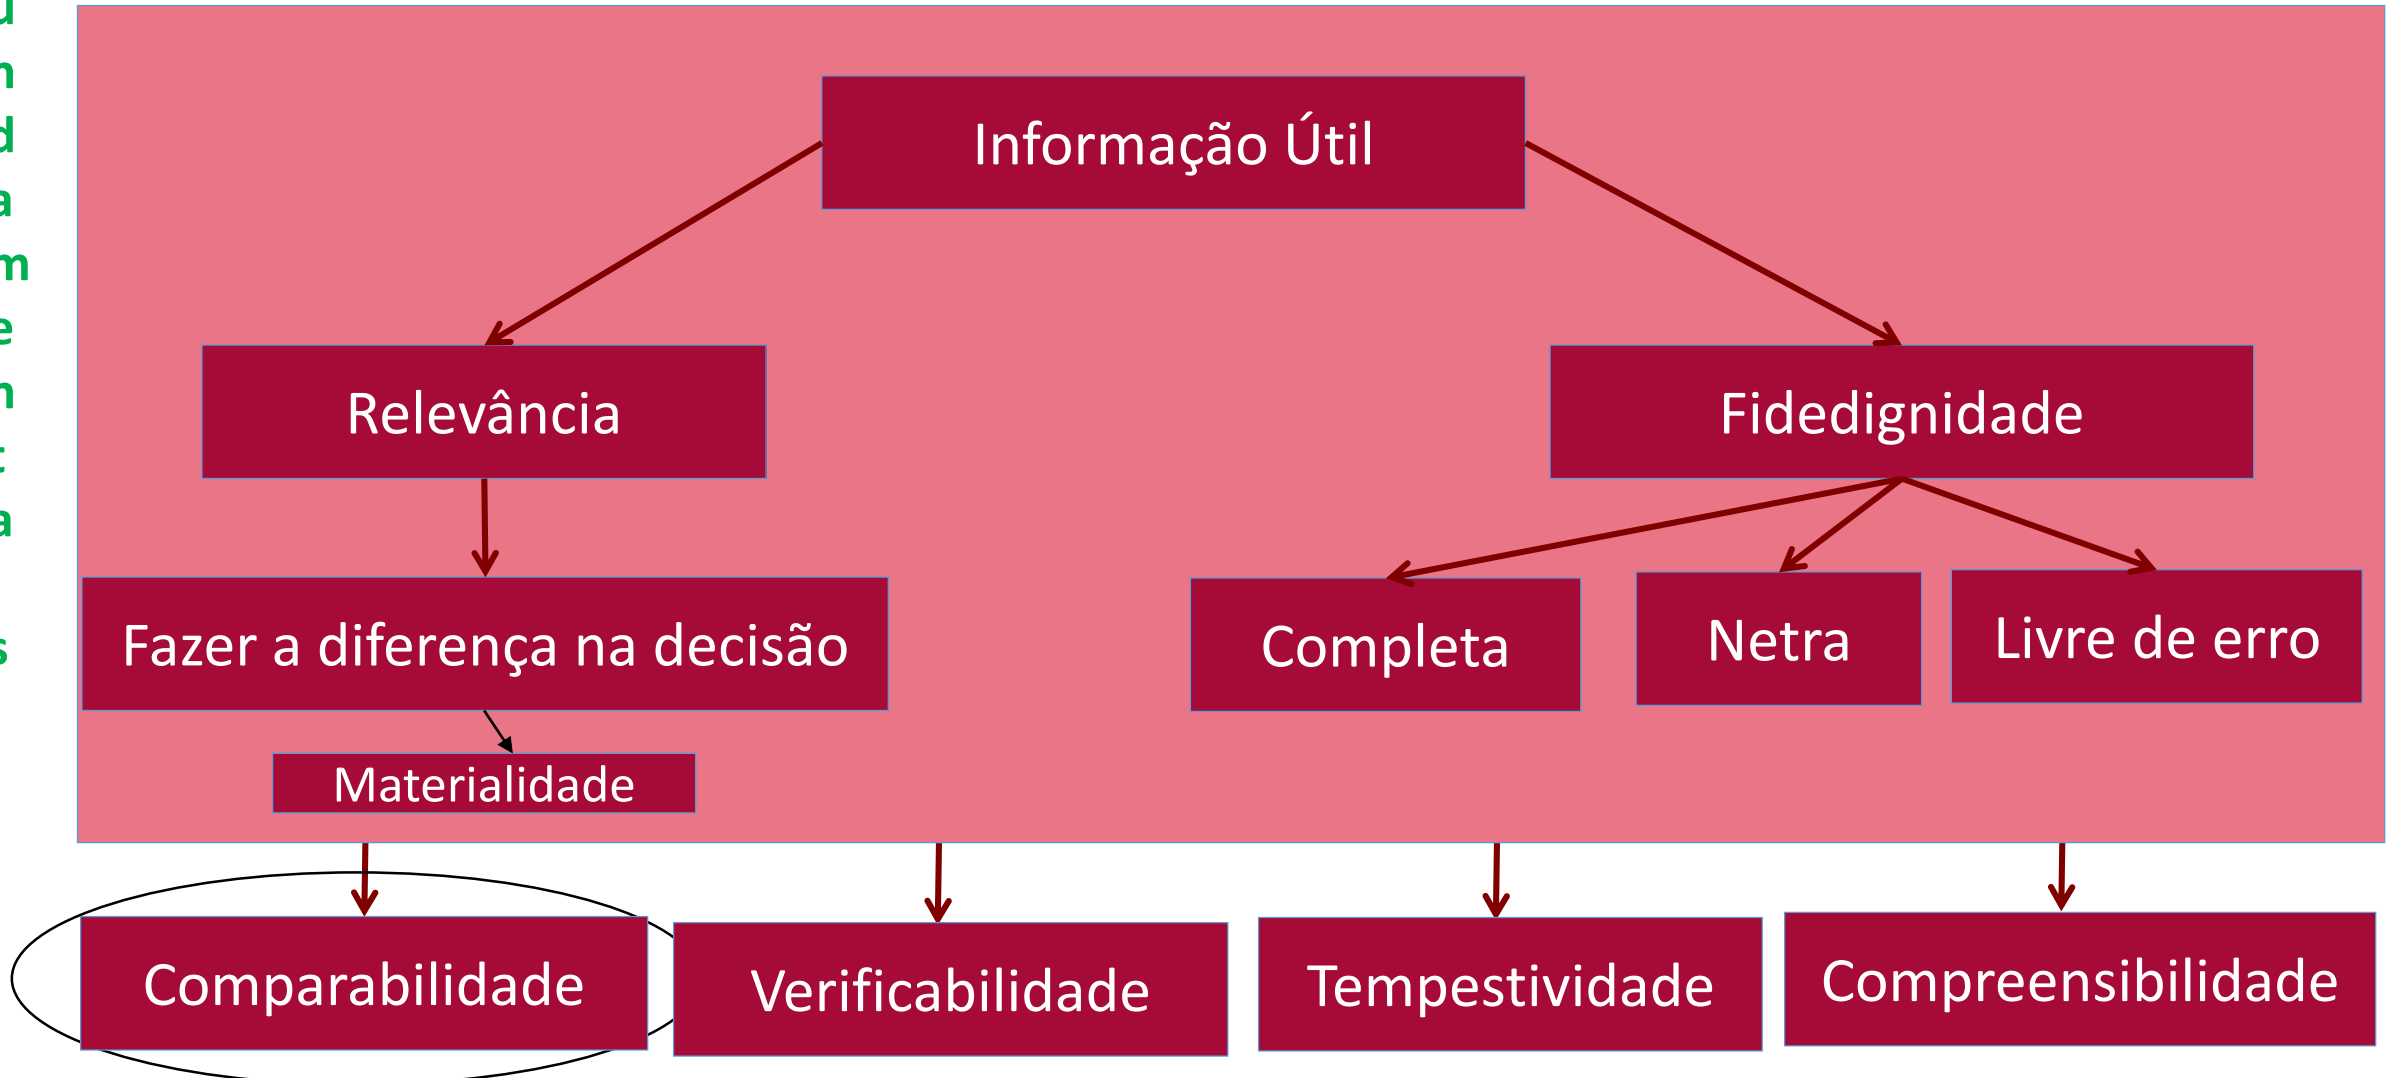 u
n
d
a
m
e
n
t
a
s
Informação Útil
Relevância
Fidedignidade
Fazer a diferença na decisão
Completa
Netra
Livre de erro
Materialidade
Comparabilidade
Verificabilidade
Tempestividade
Compreensibilidade